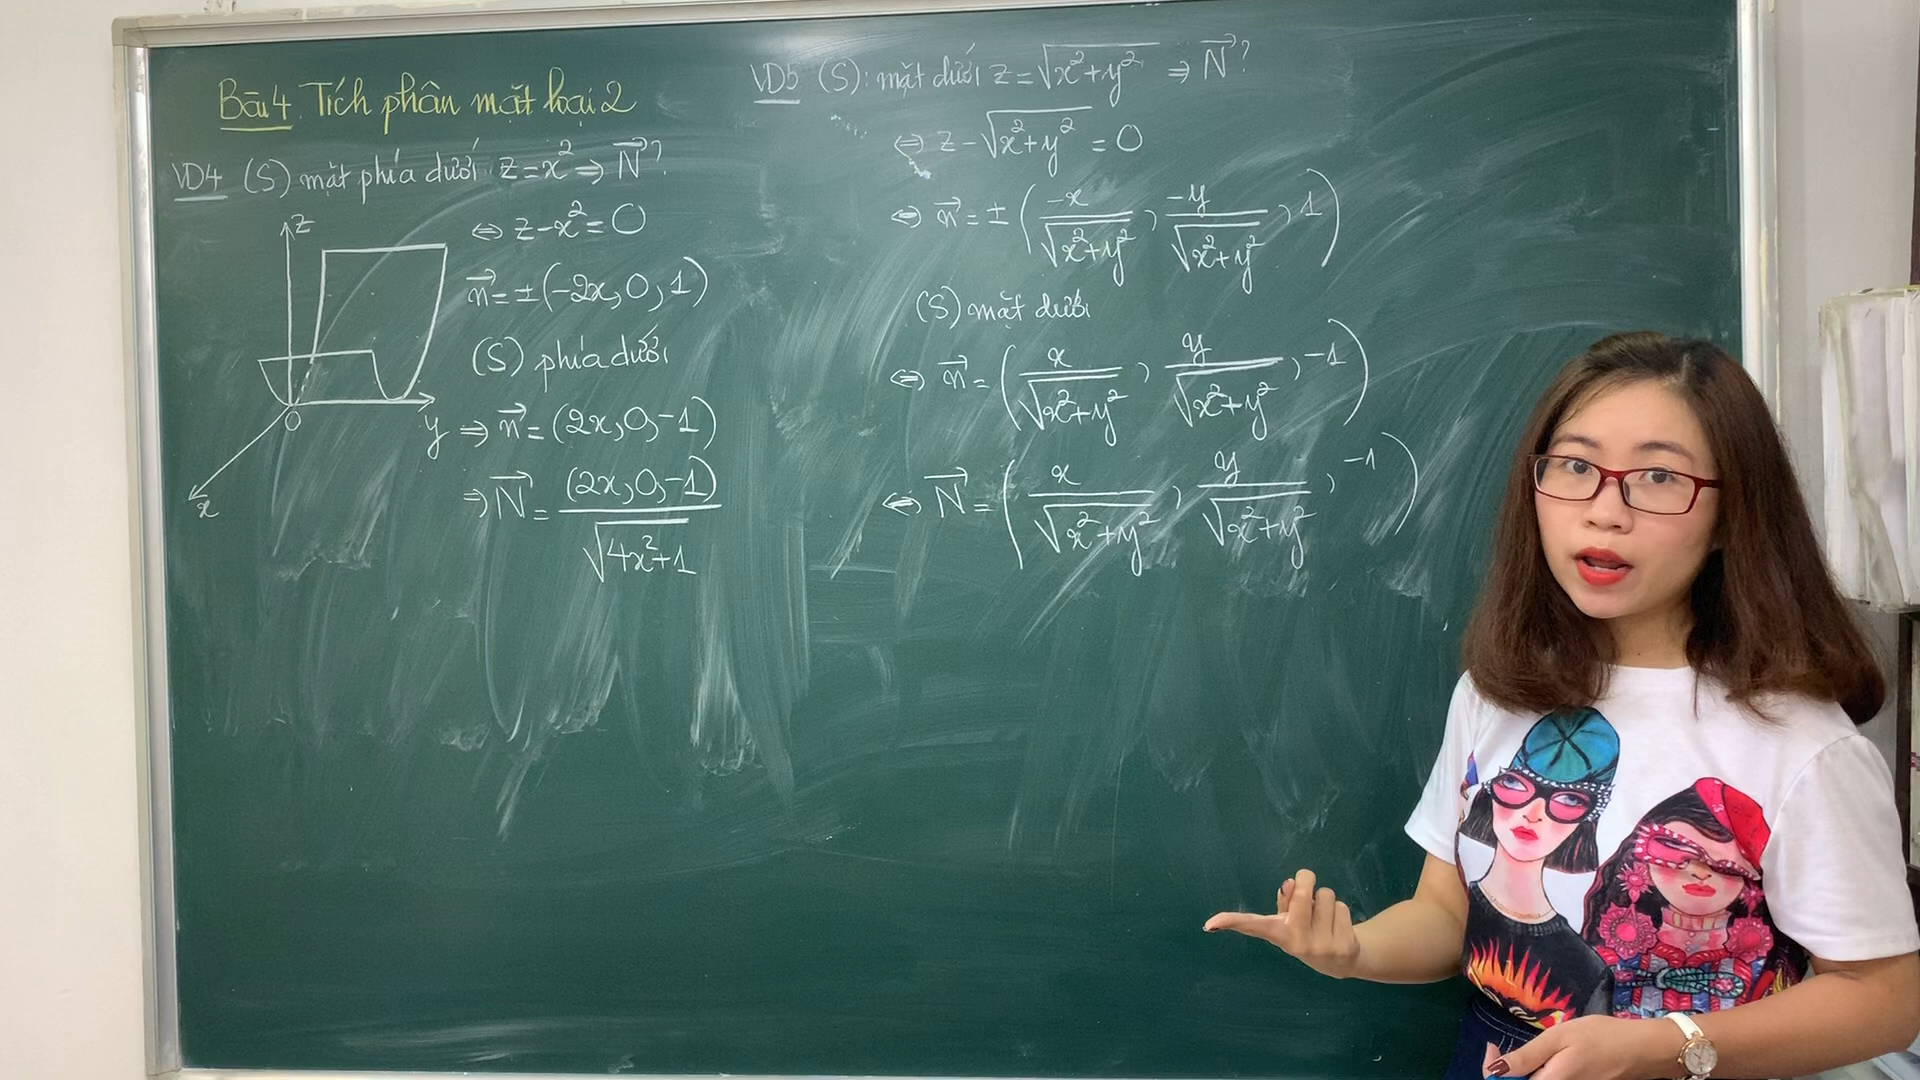 Bài 4. Tích phân mặt loại 2
VD4 (S) mặt phía dưới z = x² ⇒ N⃗?
⇔ z - x² = 0
n⃗ = ±(-2x, 0, 1)
(S) phía dưới
⇒ n⃗ = (2x, 0, -1)
⇒ N⃗ = (2x, 0, -1) / √(4x²+1)
z
O
y
x
VD5 (S): mặt dưới z = √(x²+y²) ⇒ N⃗?
⇔ z - √(x²+y²) = 0
⇔ n⃗ = ± (-x/√(x²+y²), -y/√(x²+y²), 1)
(S) mặt dưới
⇔ n⃗ = (x/√(x²+y²), y/√(x²+y²), -1)
⇔ N⃗ = (x/√(x²+y²), y/√(x²+y²), -1)